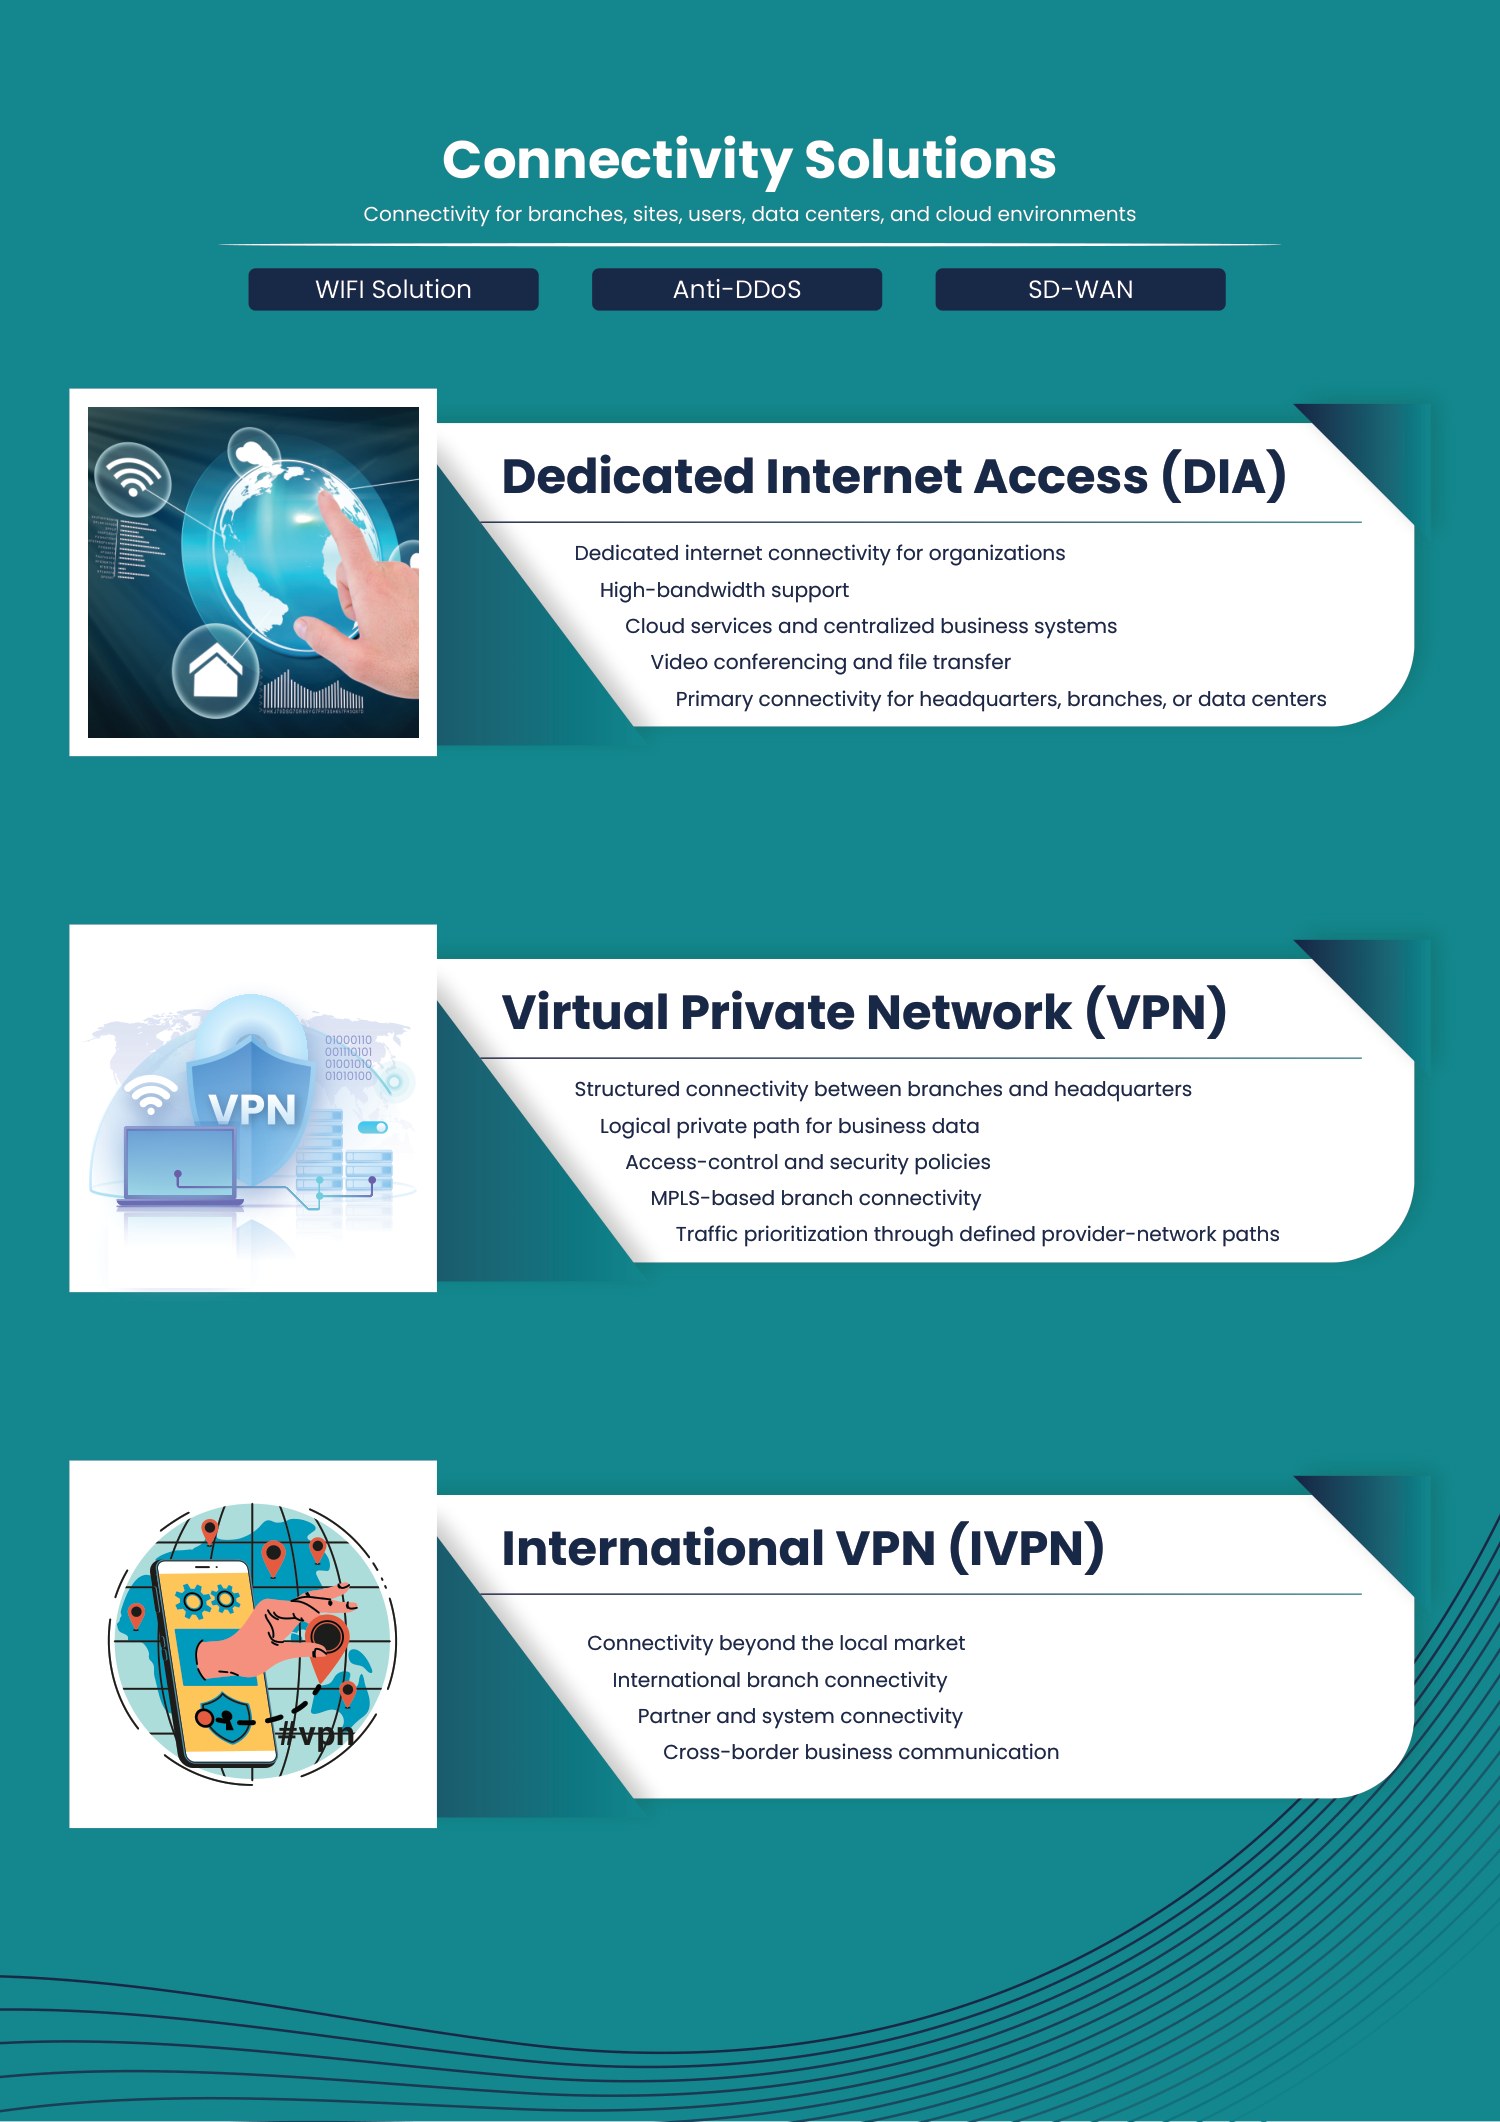 Connectivity Solutions
Connectivity for branches, sites, users, data centers, and cloud environments
WIFI Solution
Anti-DDoS
SD-WAN
Dedicated Internet Access (DIA)
Dedicated internet connectivity for organizations
High-bandwidth support
Cloud services and centralized business systems
Video conferencing and file transfer
Primary connectivity for headquarters, branches, or data centers
01000110
001110101
01001010
01010100
VPN
Virtual Private Network (VPN)
Structured connectivity between branches and headquarters
Logical private path for business data
Access-control and security policies
MPLS-based branch connectivity
Traffic prioritization through defined provider-network paths
#vpn
International VPN (IVPN)
Connectivity beyond the local market
International branch connectivity
Partner and system connectivity
Cross-border business communication